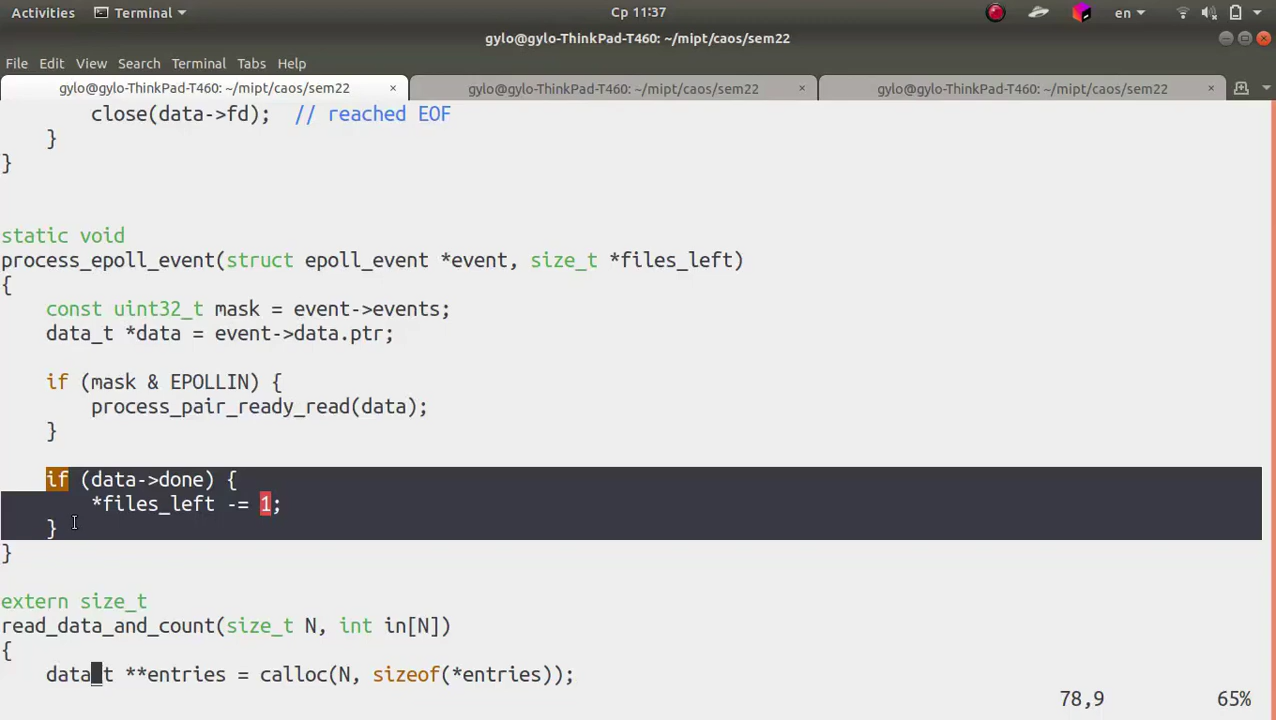 Activities Terminal Ср 11:37 en
gylo@gylo-ThinkPad-T460: ~/mipt/caos/sem22
File Edit View Search Terminal Tabs Help
gylo@gylo-ThinkPad-T460: ~/mipt/caos/sem22 × gylo@gylo-ThinkPad-T460: ~/mipt/caos/sem22 × gylo@gylo-ThinkPad-T460: ~/mipt/caos/sem22 ×
        close(data->fd);  // reached EOF
    }
}
static void
process_epoll_event(struct epoll_event *event, size_t *files_left)
{
    const uint32_t mask = event->events;
    data_t *data = event->data.ptr;
    if (mask & EPOLLIN) {
        process_pair_ready_read(data);
    }
    if (data->done) {
        *files_left -= 1;
    }
}
extern size_t
read_data_and_count(size_t N, int in[N])
{
    data_t **entries = calloc(N, sizeof(*entries));
78,9 65%